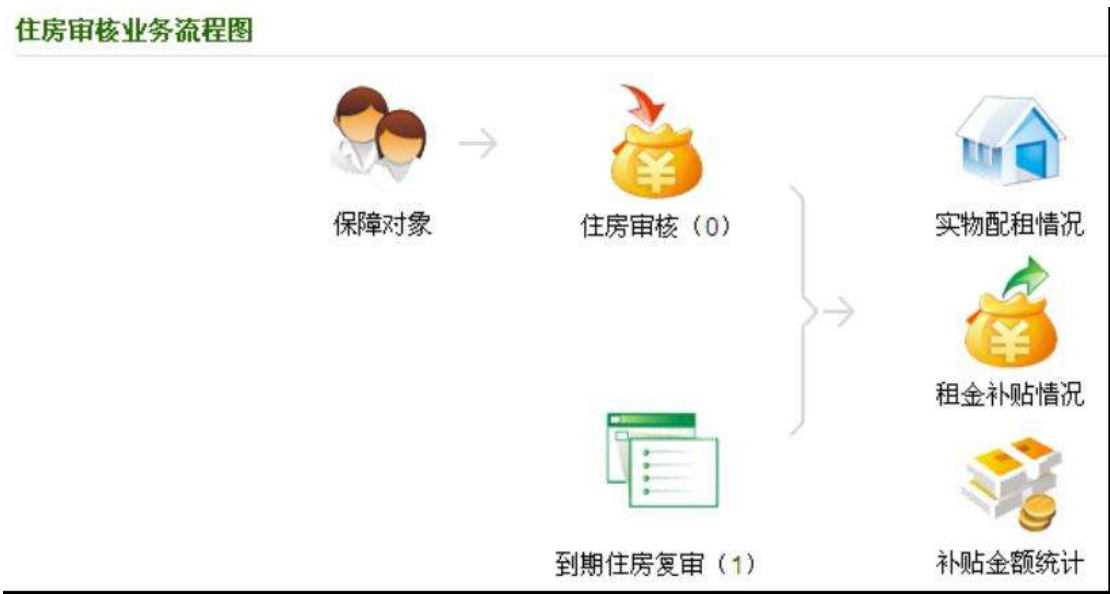 住房审核业务流程图
保障对象
住房审核（0）
实物配租情况
租金补贴情况
到期住房复审（1）
补贴金额统计